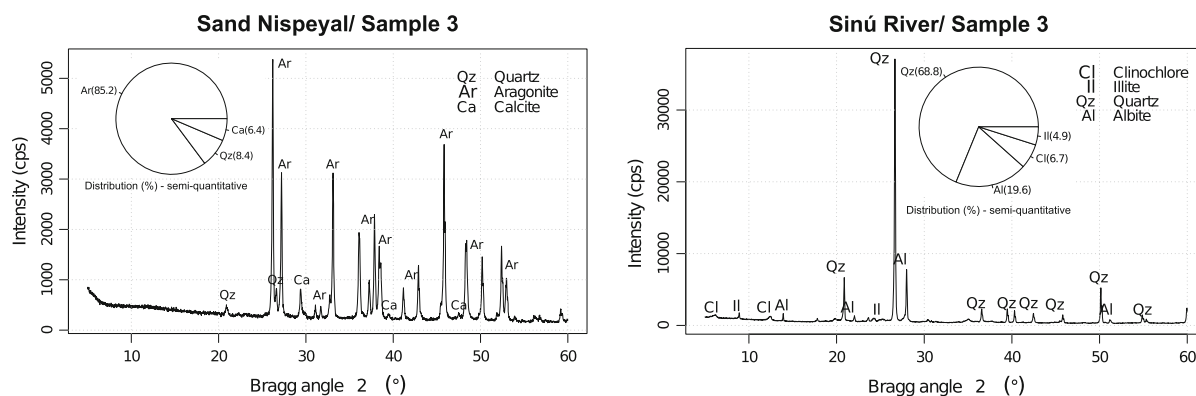 Sand Nispeyal/ Sample 3
Intensity (cps)
0 1000 2000 3000 4000 5000
Ar(85.2)
Ca(6.4)
Qz(8.4)
Distribution (%) - semi-quantitative
Qz Quartz
Ar Aragonite
Ca Calcite
Ar
Ar
Ar
Ar
Ar
Ar
Ar
Ar
Ar
Qz
Qz
Ca
Ar
Ca
Ca
10 20 30 40 50 60
Bragg angle 2 (°)
Sinú River/ Sample 3
Intensity (cps)
0 10000 20000 30000
Qz(68.8)
Il(4.9)
Cl(6.7)
Al(19.6)
Distribution (%) - semi-quantitative
Cl Clinochlore
Il Illite
Qz Quartz
Al Albite
Qz
Al
Qz
Qz
Cl Il Cl Al Al Il Qz Qz Qz Qz Al Qz
10 20 30 40 50 60
Bragg angle 2 (°)